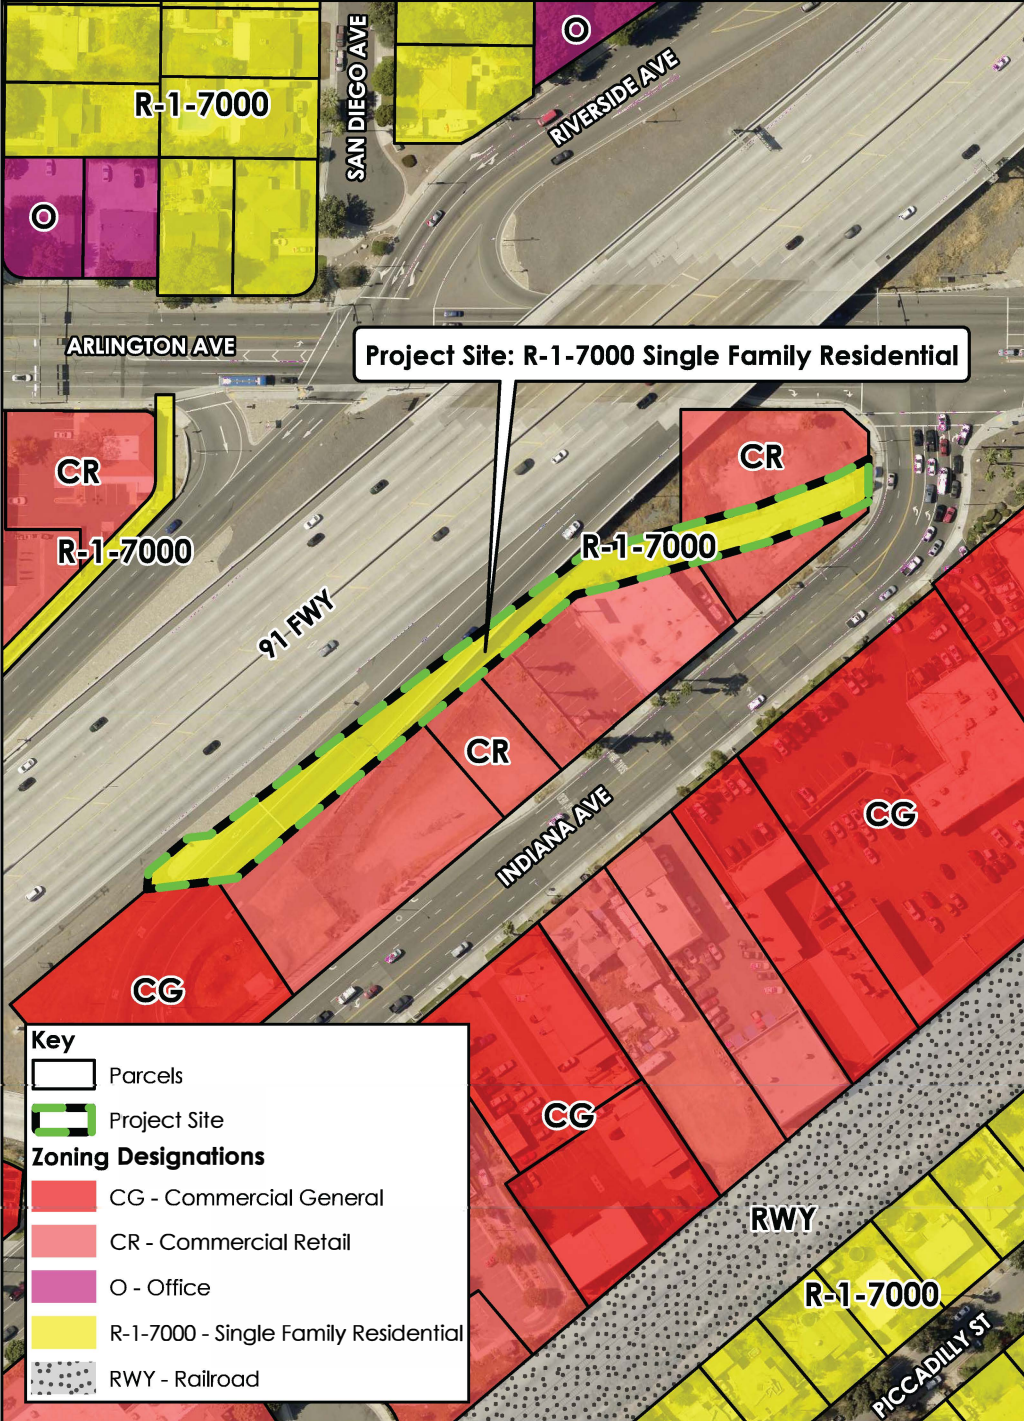 O
SAN DIEGO AVE
RIVERSIDE AVE
R-1-7000
O
ARLINGTON AVE
Project Site: R-1-7000 Single Family Residential
CR
CR
R-1-7000
R-1-7000
91 FWY
CR
INDIANA AVE
CG
CG
CG
RWY
R-1-7000
PICCADILLY ST
Key
Parcels
Project Site
Zoning Designations
CG - Commercial General
CR - Commercial Retail
O - Office
R-1-7000 - Single Family Residential
RWY - Railroad